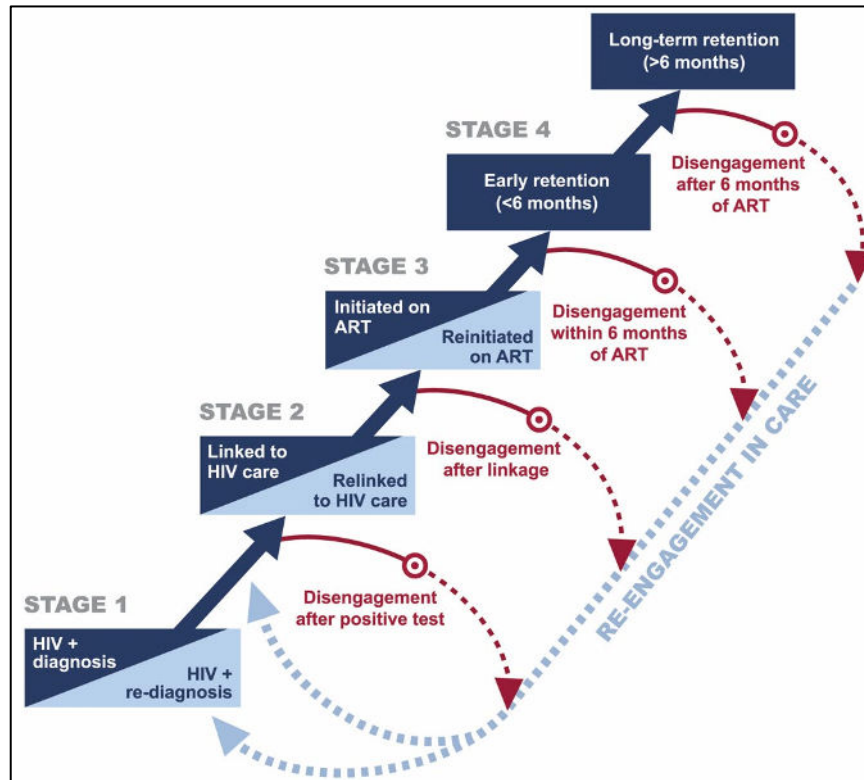 Long-term retention
(>6 months)
STAGE 4
Early retention
(<6 months)
Disengagement
after 6 months
of ART
STAGE 3
Initiated on
ART
Reinitiated
on ART
Disengagement
within 6 months
of ART
STAGE 2
Linked to
HIV care
Relinked
to HIV care
Disengagement
after linkage
RE-ENGAGEMENT IN CARE
STAGE 1
HIV +
diagnosis
HIV +
re-diagnosis
Disengagement
after positive test